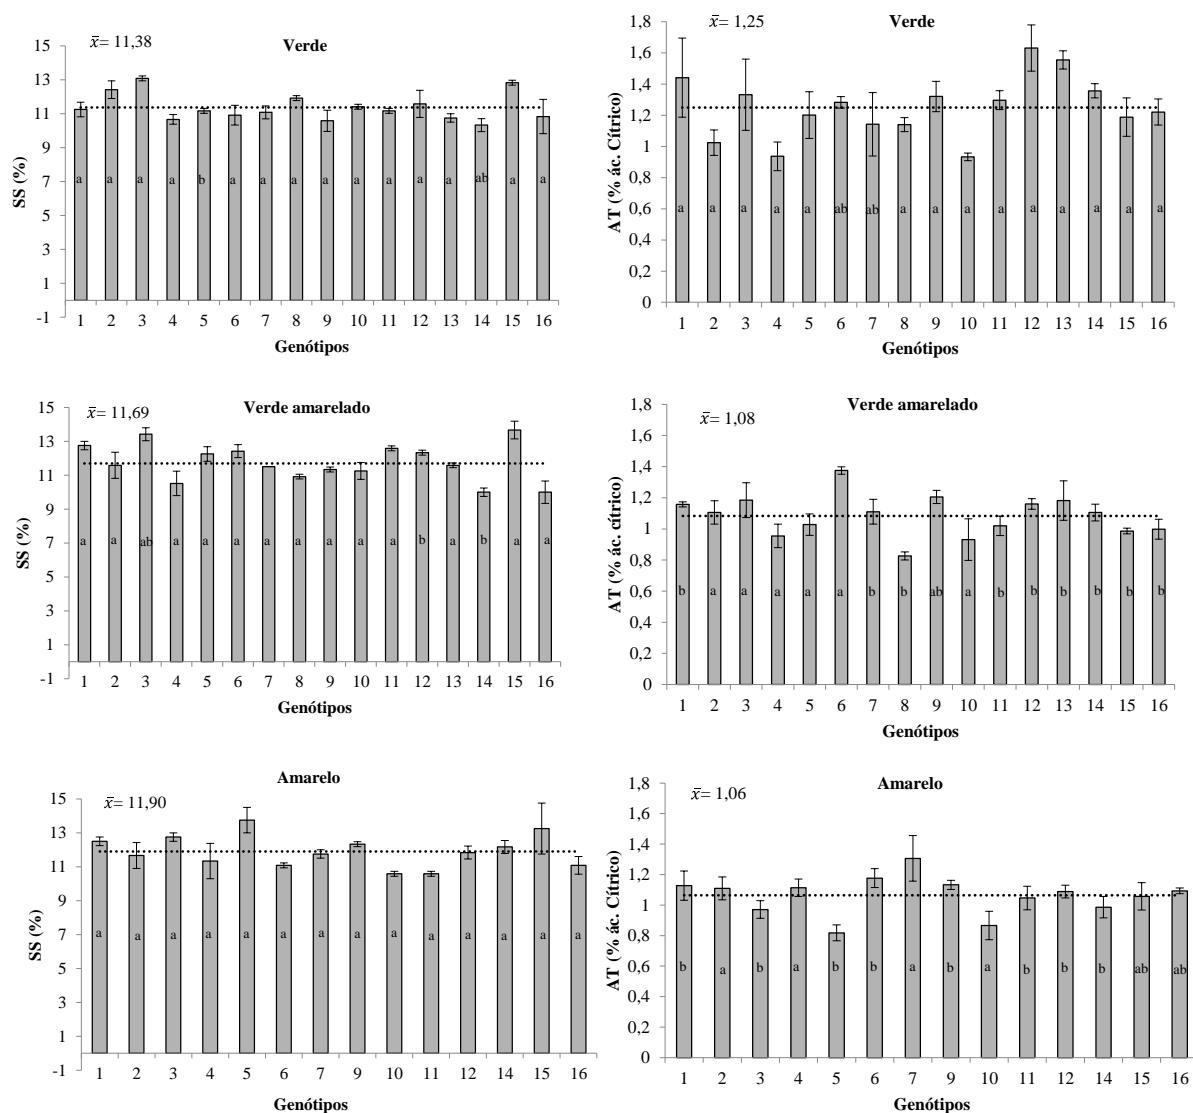 Verde
x̄= 11,38
15
13
11
9
7
5
3
1
-1
SS (%)
a a a a b a a a a a a a a ab a a
1 2 3 4 5 6 7 8 9 10 11 12 13 14 15 16
Genótipos
Verde
x̄ = 1,25
1,8
1,6
1,4
1,2
1
0,8
0,6
0,4
0,2
0
AT (% ác. Cítrico)
a a a a a ab ab a a a a a a a a a
1 2 3 4 5 6 7 8 9 10 11 12 13 14 15 16
Genótipos
Verde amarelado
x̄ = 11,69
15
13
11
9
7
5
3
1
-1
SS (%)
a a ab a a a a a a a a b a b a a
1 2 3 4 5 6 7 8 9 10 11 12 13 14 15 16
Genótipos
Verde amarelado
x̄ = 1,08
1,8
1,6
1,4
1,2
1
0,8
0,6
0,4
0,2
0
AT (% ác. cítrico)
b a a a a a b b ab a b b b b b b
1 2 3 4 5 6 7 8 9 10 11 12 13 14 15 16
Genótipos
Amarelo
x̄= 11,90
15
13
11
9
7
5
3
1
-1
SS (%)
a a a a a a a a a a a a a a
1 2 3 4 5 6 7 9 10 11 12 14 15 16
Genótipos
Amarelo
x̄ = 1,06
1,8
1,6
1,4
1,2
1
0,8
0,6
0,4
0,2
0
AT (% ác. Cítrico)
b a b a b b a b a b b b ab ab
1 2 3 4 5 6 7 9 10 11 12 14 15 16
Genótipos